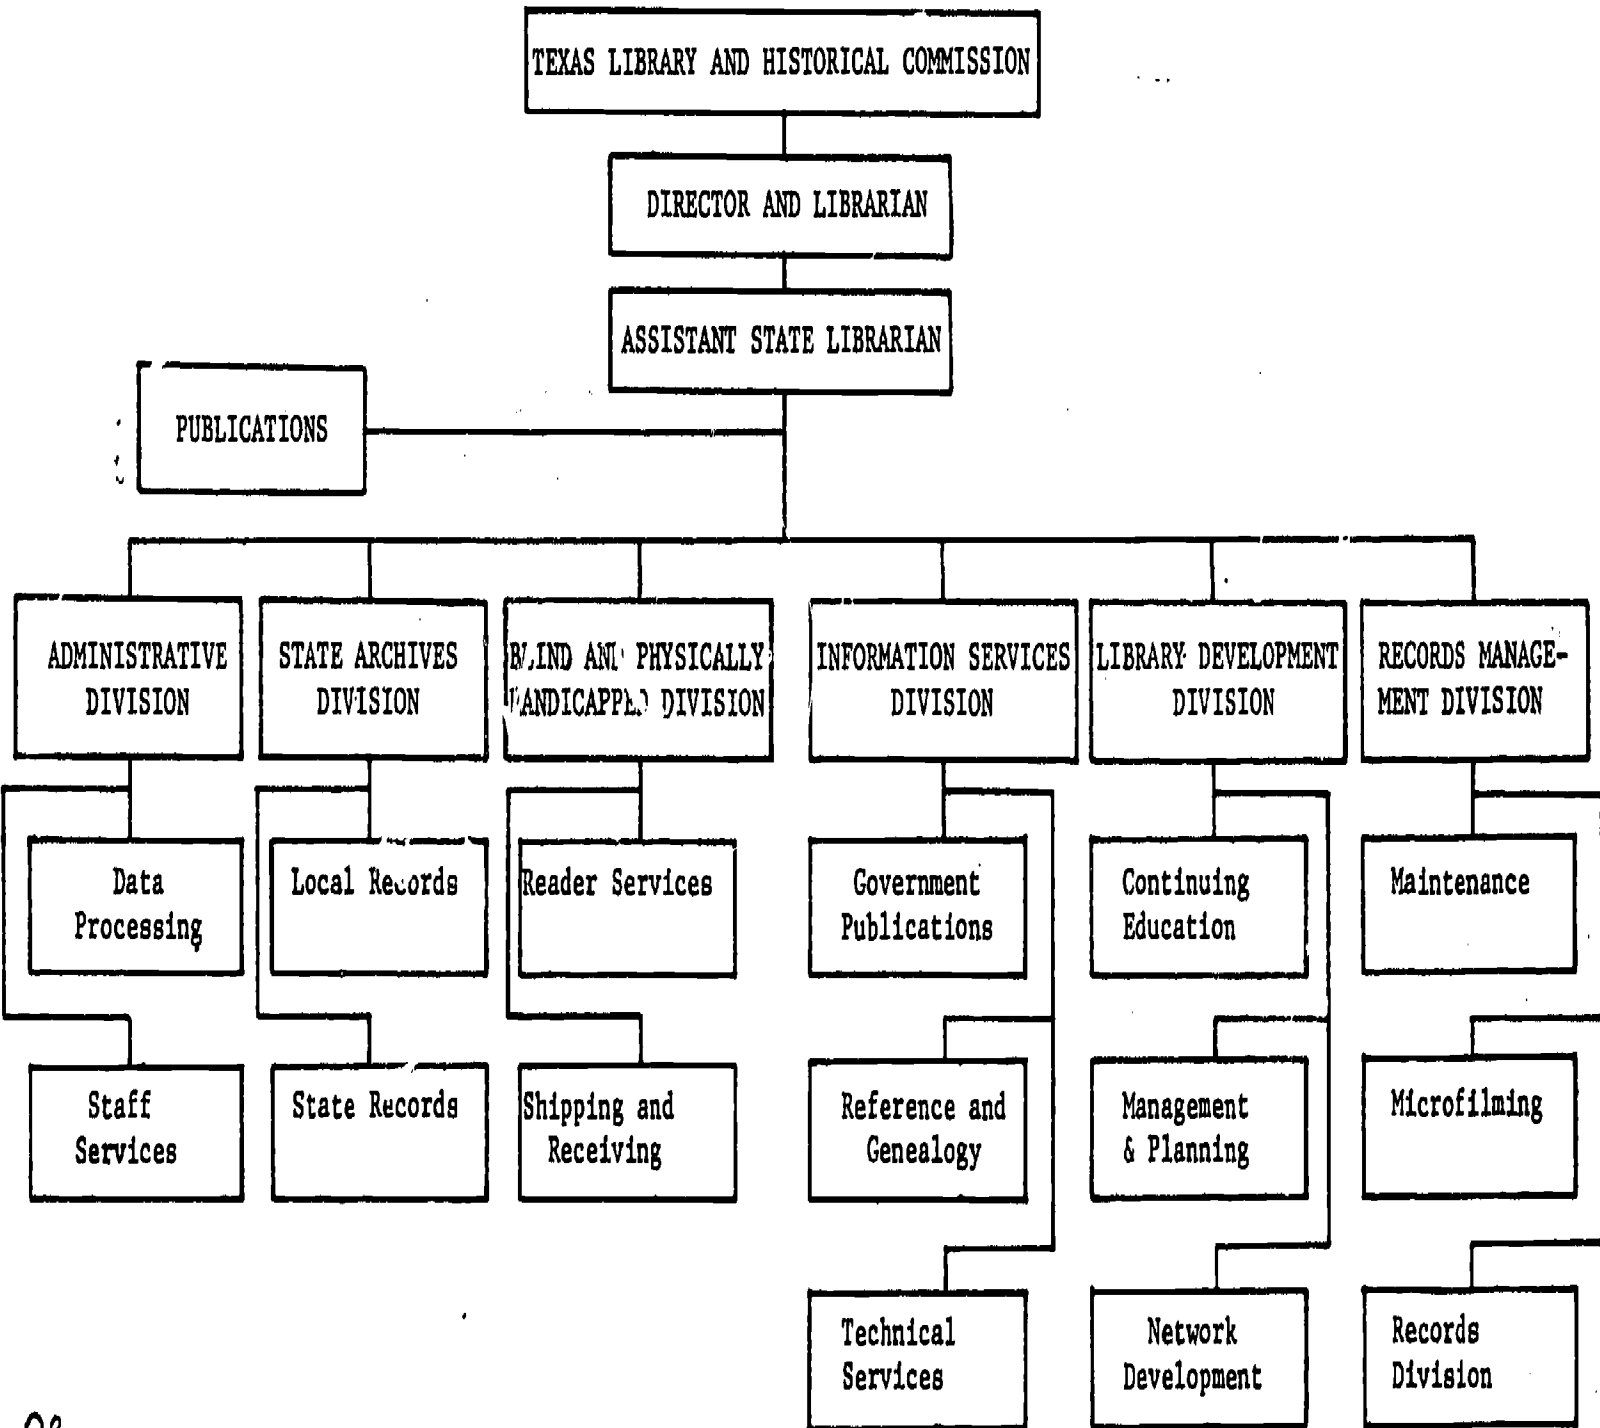 TEXAS LIBRARY AND HISTORICAL COMMISSION
DIRECTOR AND LIBRARIAN
ASSISTANT STATE LIBRARIAN
PUBLICATIONS
ADMINISTRATIVE
DIVISION
STATE ARCHIVES
DIVISION
BLIND AND PHYSICALLY
HANDICAPPED DIVISION
INFORMATION SERVICES
DIVISION
LIBRARY DEVELOPMENT
DIVISION
RECORDS MANAGE-
MENT DIVISION
Data
Processing
Local Records
Reader Services
Government
Publications
Continuing
Education
Maintenance
Staff
Services
State Records
Shipping and
Receiving
Reference and
Genealogy
Management
& Planning
Microfilming
Technical
Services
Network
Development
Records
Division